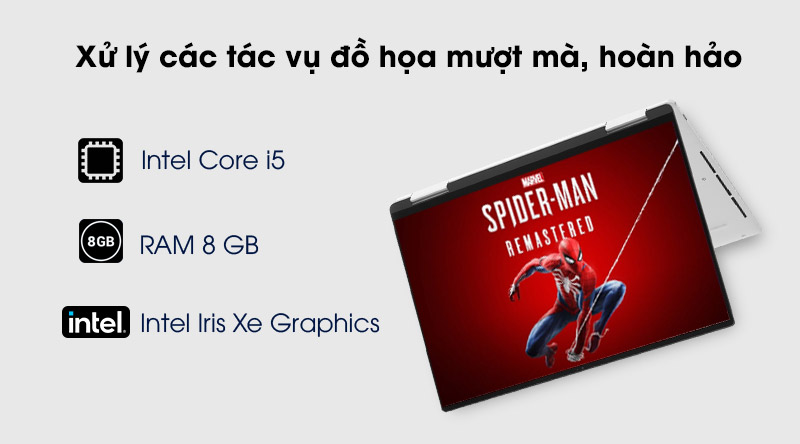 Xử lý các tác vụ đồ họa mượt mà, hoàn hảo
Intel Core i5
8GB
RAM 8 GB
intel.
Intel Iris Xe Graphics
MARVEL
SPIDER-MAN
REMASTERED